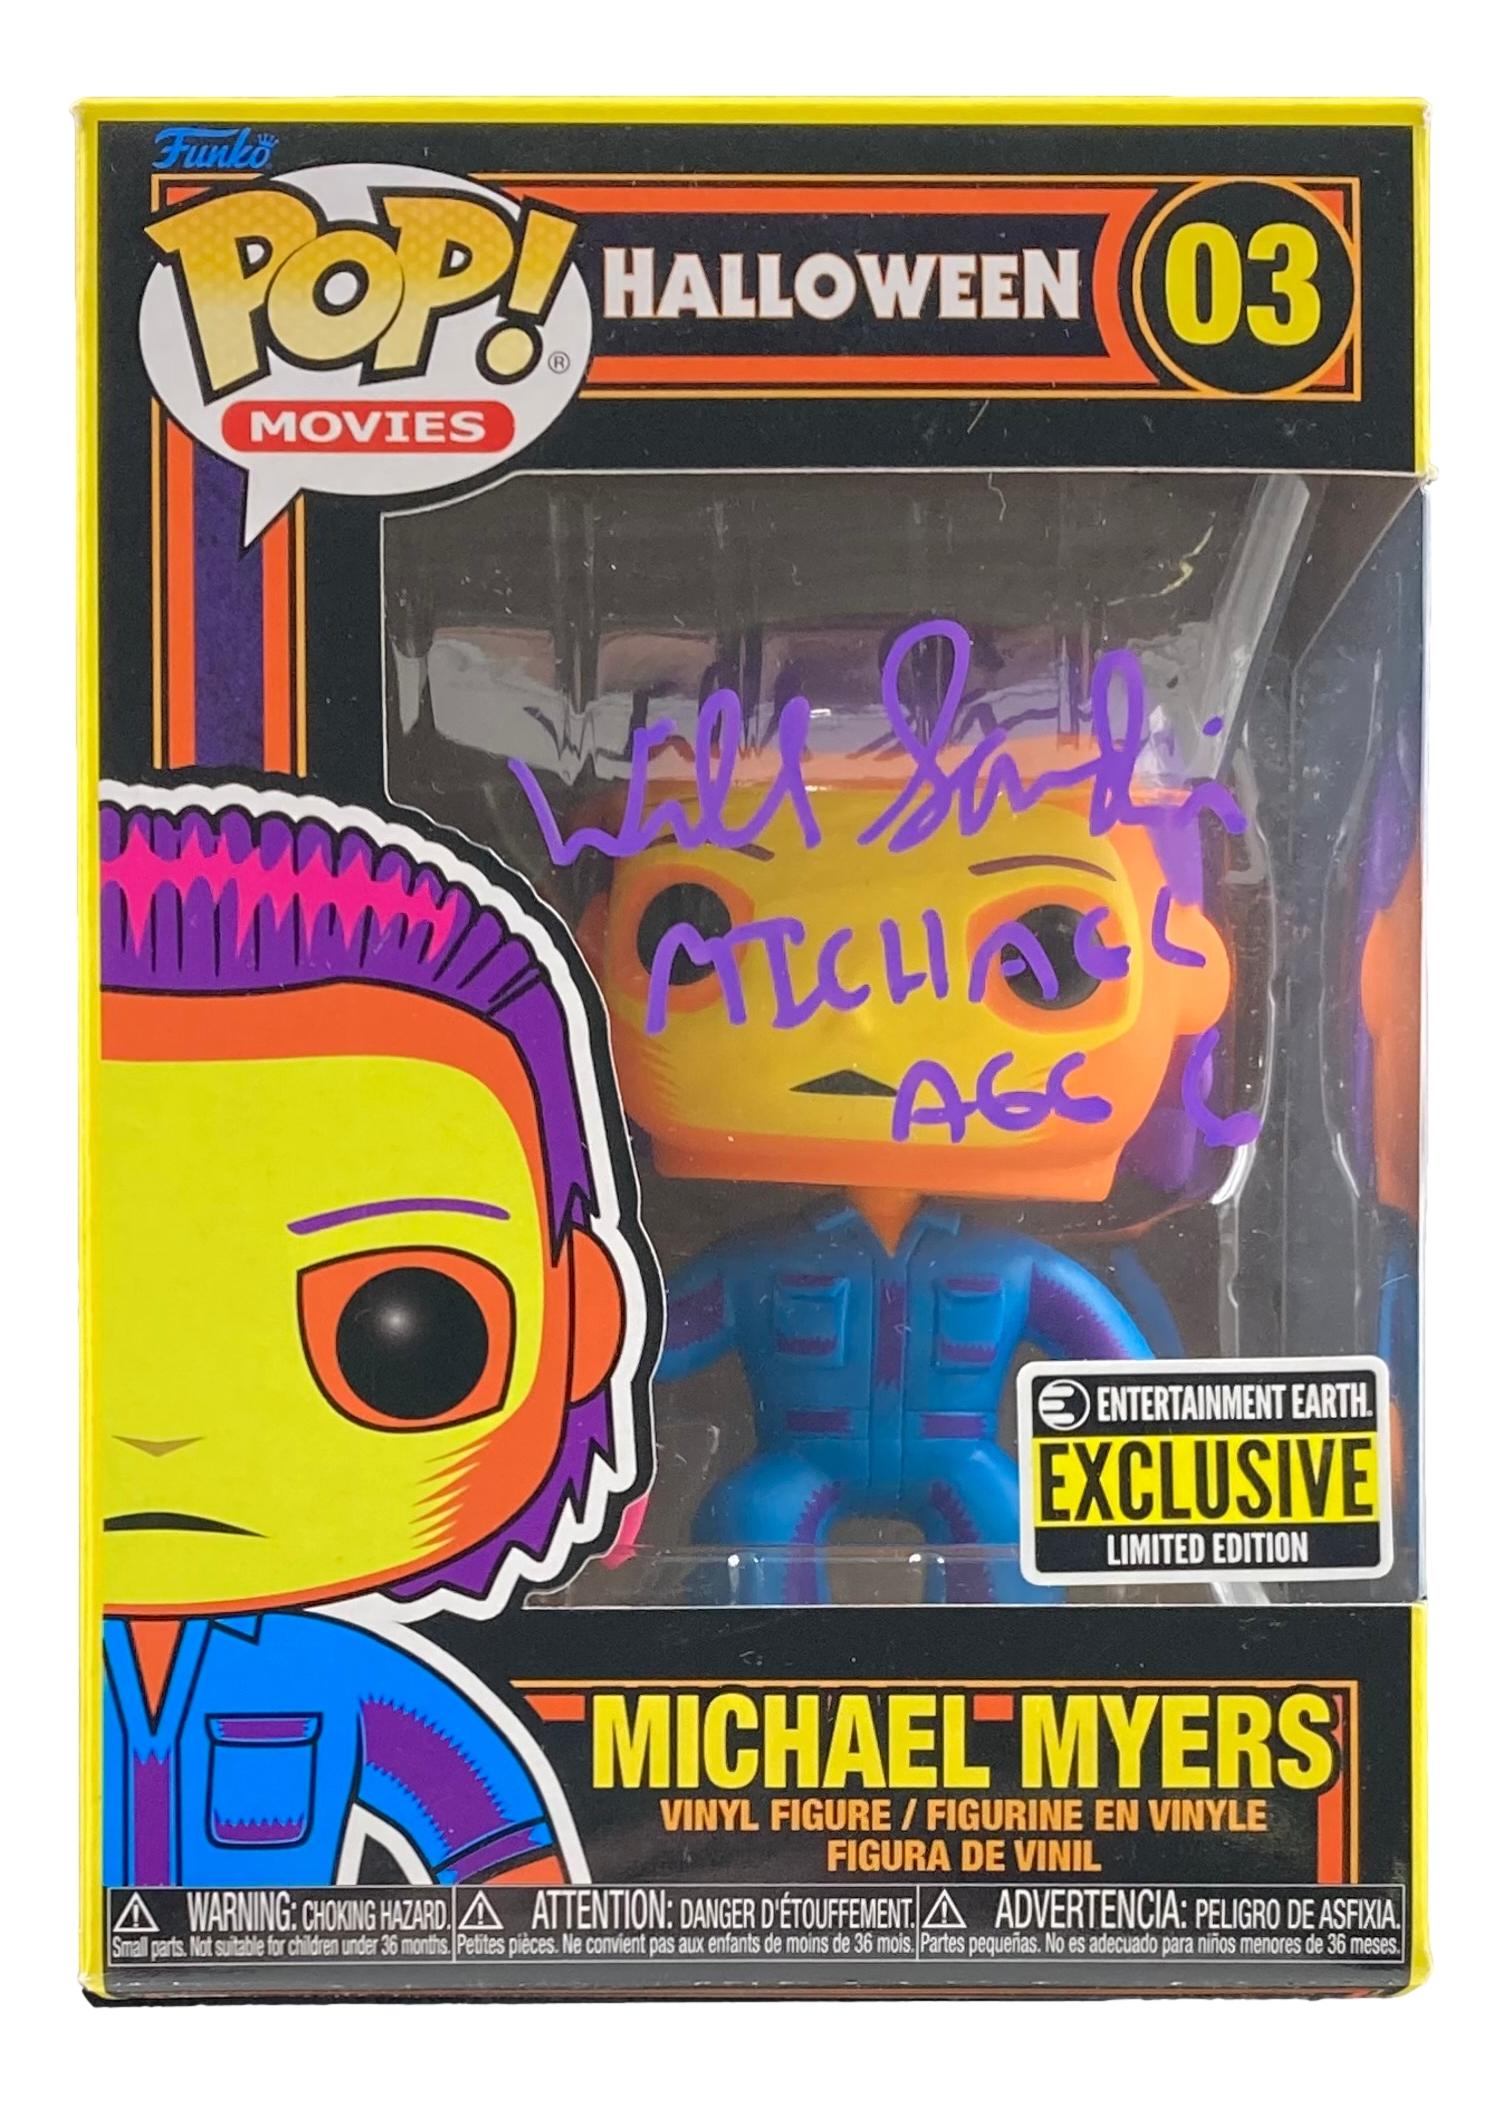 Funko
POP!®
MOVIES
HALLOWEEN
03
Will Sandin
MICHAEL
AGE 6
ENTERTAINMENT EARTH.
EXCLUSIVE
LIMITED EDITION
MICHAEL MYERS
VINYL FIGURE / FIGURINE EN VINYLE
FIGURA DE VINIL
WARNING: CHOKING HAZARD.
Small parts. Not suitable for children under 36 months.
ATTENTION: DANGER D'ÉTOUFFEMENT.
Petites pièces. Ne convient pas aux enfants de moins de 36 mois.
ADVERTENCIA: PELIGRO DE ASFIXIA.
Partes pequeñas. No es adecuado para niños menores de 36 meses.